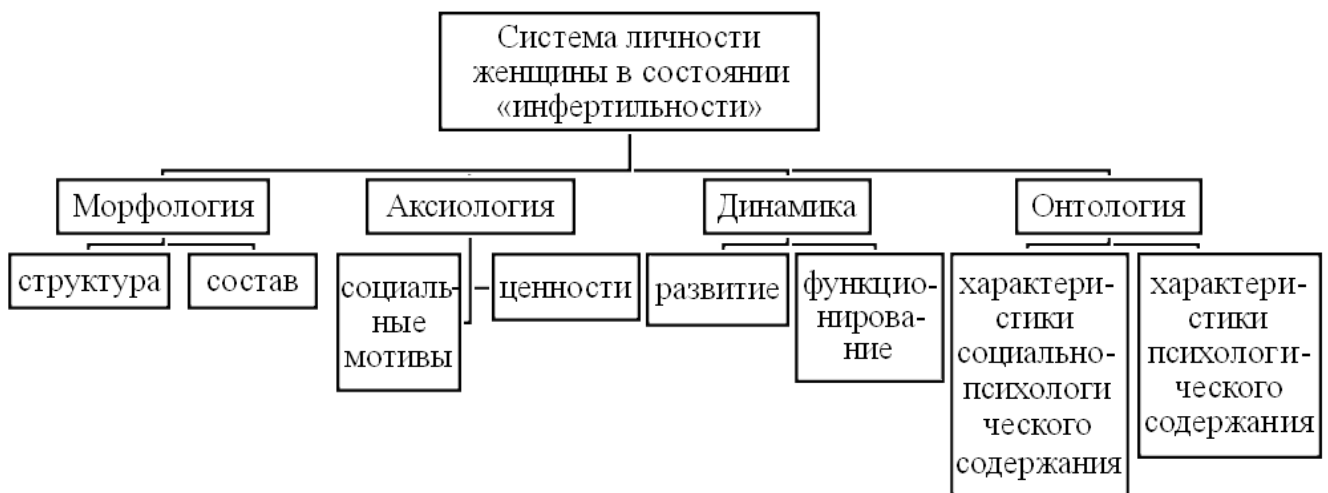 Система личности
женщины в состоянии
«инфертильности»
Морфология
Аксиология
Динамика
Онтология
структура
состав
социаль-
ные
мотивы
ценности
развитие
функцио-
нирова-
ние
характери-
стики
социально-
психологи
ческого
содержания
характери-
стики
психологи-
ческого
содержания